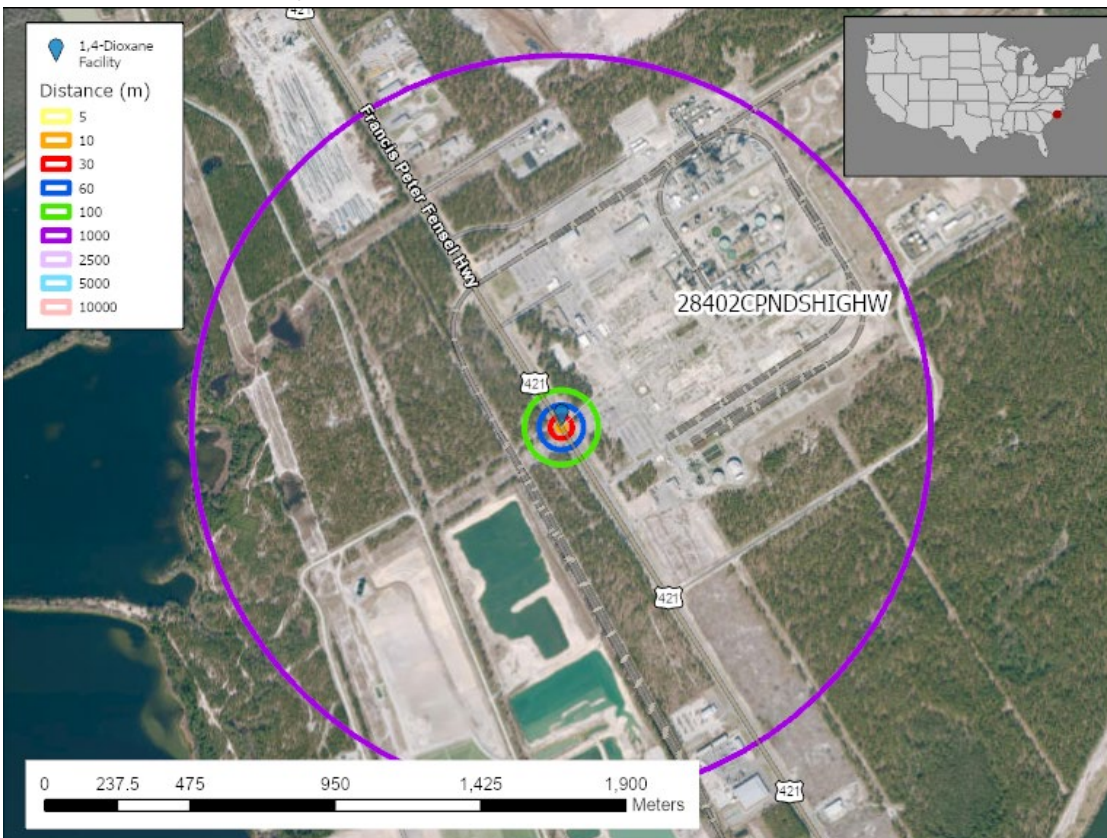 421
1,4-Dioxane
Facility
Distance (m)
5
10
30
60
100
1000
2500
5000
10000
Francis Peter Fensel Hwy
28402CPNDSHIGHW
421
421
421
0 237.5 475 950 1,425 1,900
Meters